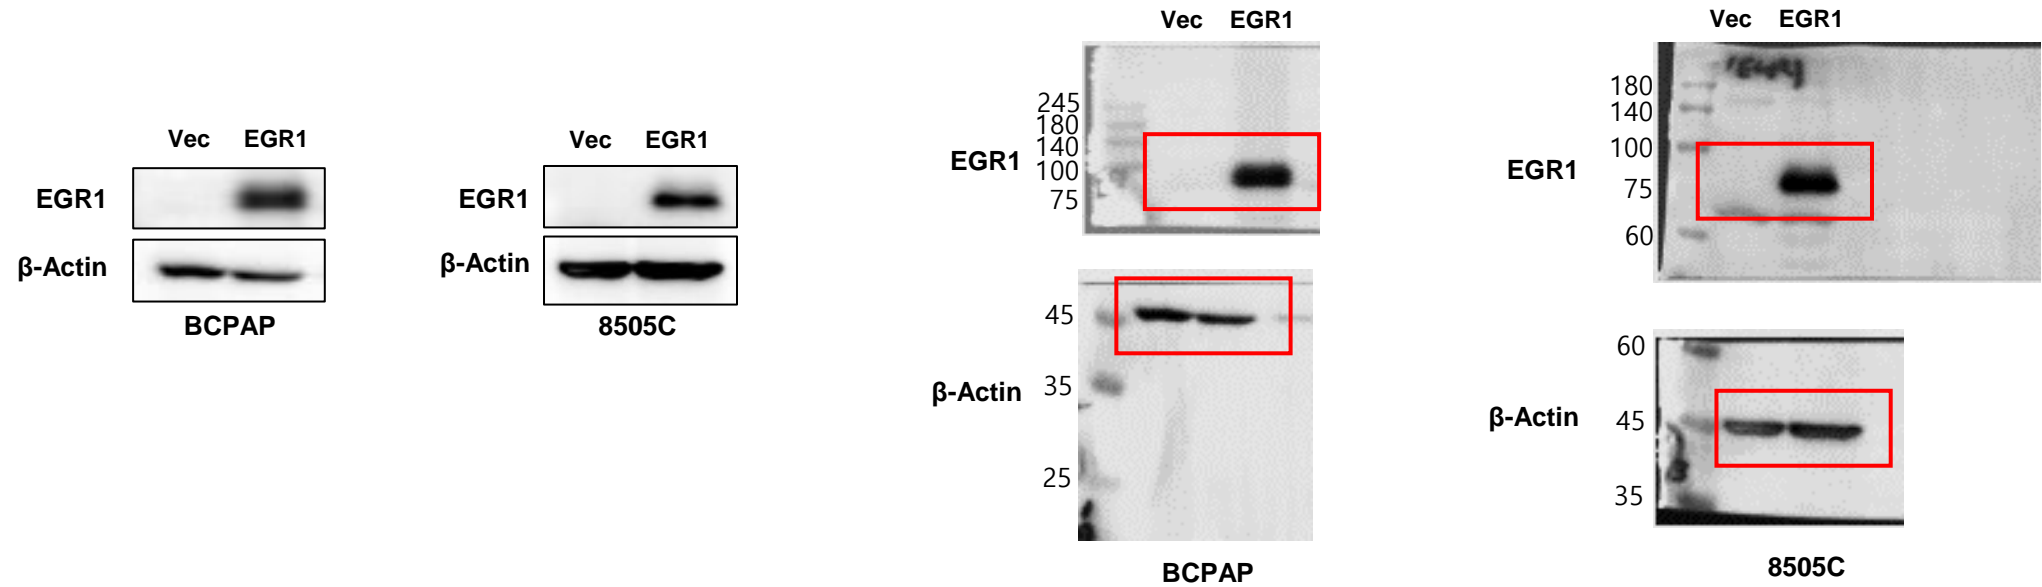 Vec EGR1
EGR1
β-Actin
BCPAP
Vec EGR1
EGR1
β-Actin
8505C
Vec EGR1
245
180
140
100
75
EGR1
45
35
25
β-Actin
BCPAP
Vec EGR1
180
140
100
75
60
EGR1
60
45
35
β-Actin
8505C